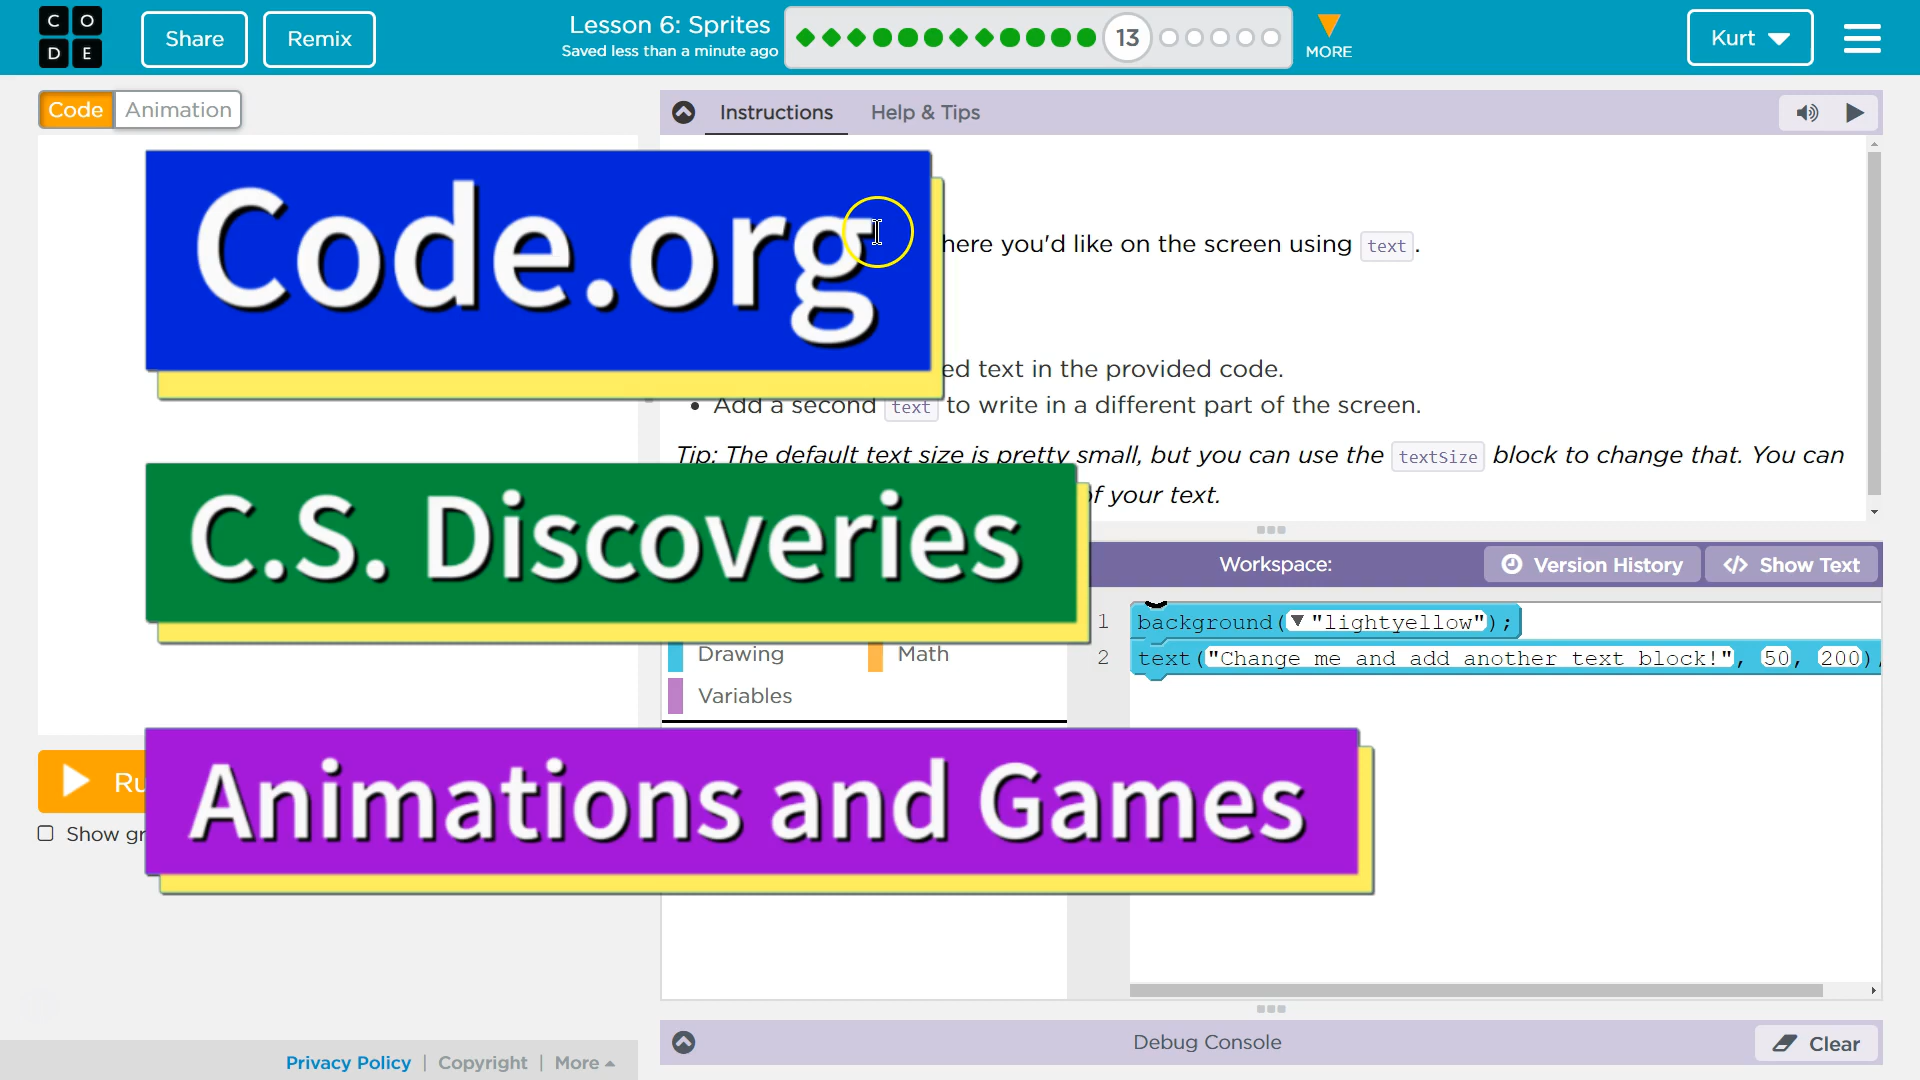 C O
D E
Share
Remix
Lesson 6: Sprites
Saved less than a minute ago
13
MORE
Kurt
Code
Animation
Instructions
Help & Tips
Code.org
here you'd like on the screen using text.
ed text in the provided code.
• Add a second text to write in a different part of the screen.
Tip: The default text size is pretty small, but you can use the textSize block to change that. You can
of your text.
C.S. Discoveries
Workspace:
Version History
</> Show Text
1 background("lightyellow");
2 text("Change me and add another text block!", 50, 200)
Drawing
Math
Variables
Animations and Games
Ru
Show gr
Debug Console
Clear
Privacy Policy | Copyright | More